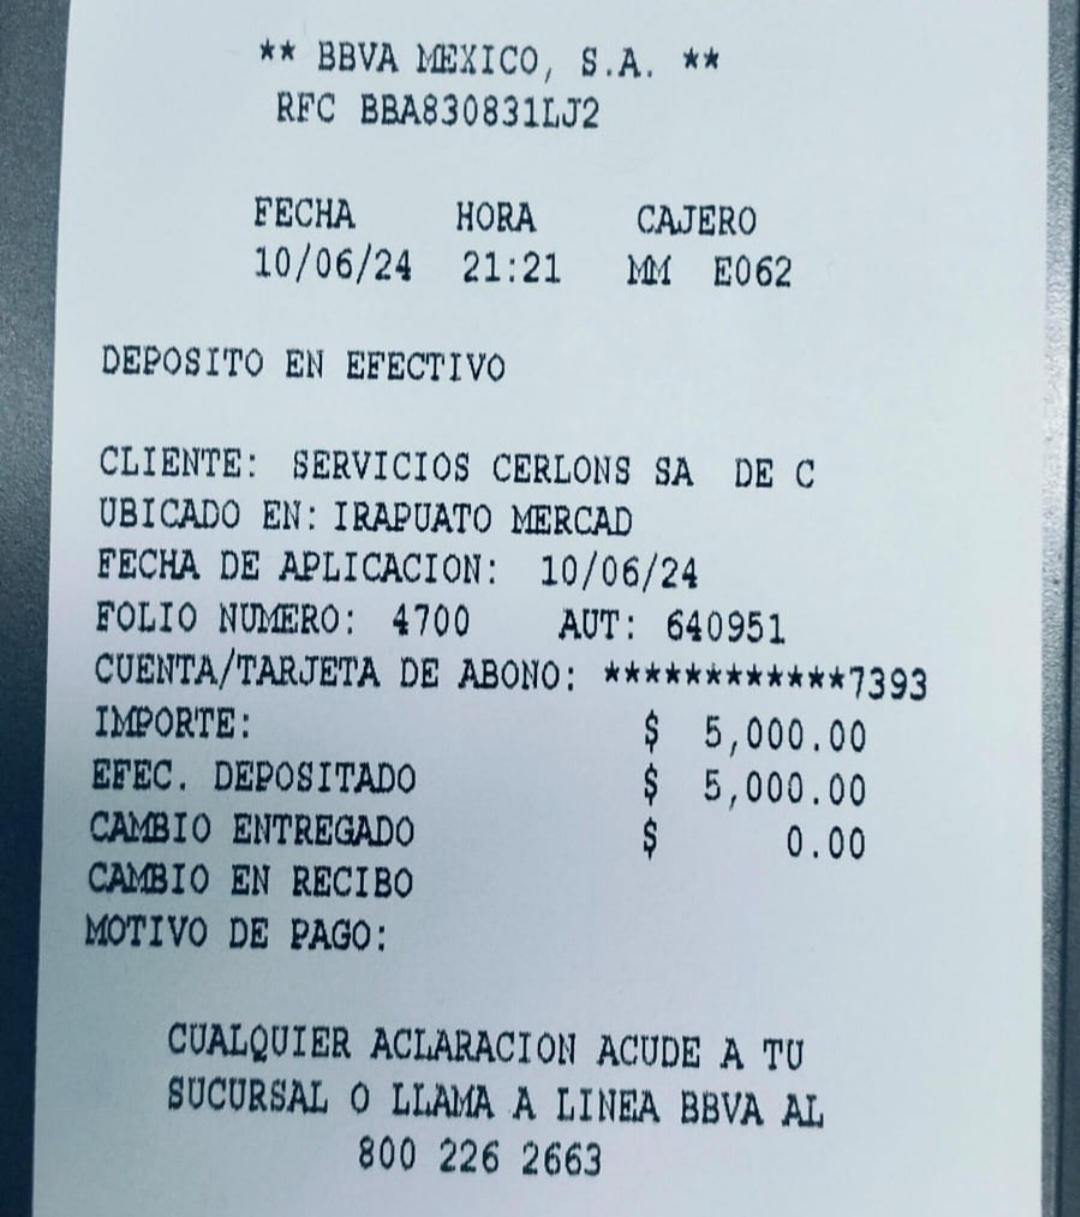 ** BBVA MEXICO, S.A. **
RFC BBA830831LJ2
FECHA HORA CAJERO
10/06/24 21:21 MM E062
DEPOSITO EN EFECTIVO
CLIENTE: SERVICIOS CERLONS SA DE C
UBICADO EN: IRAPUATO MERCAD
FECHA DE APLICACION: 10/06/24
FOLIO NUMERO: 4700 AUT: 640951
CUENTA/TARJETA DE ABONO: ************7393
IMPORTE: $ 5,000.00
EFEC. DEPOSITADO $ 5,000.00
CAMBIO ENTREGADO $ 0.00
CAMBIO EN RECIBO
MOTIVO DE PAGO:
CUALQUIER ACLARACION ACUDE A TU
SUCURSAL O LLAMA A LINEA BBVA AL
800 226 2663